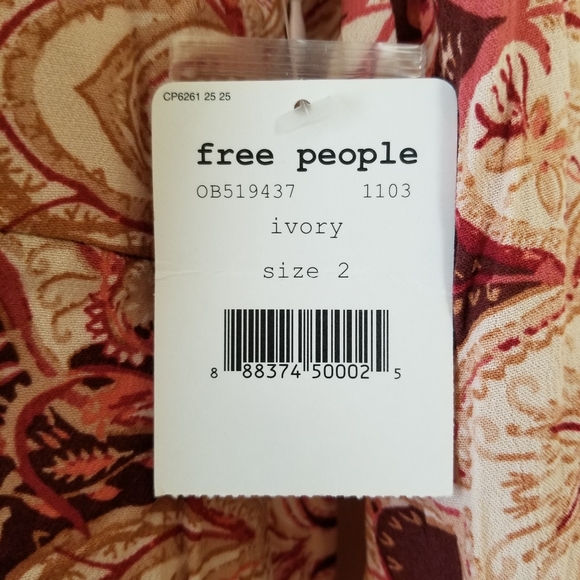 CP6261 25 25
free people
OB519437 1103
ivory
size 2
8 88374 50002 5